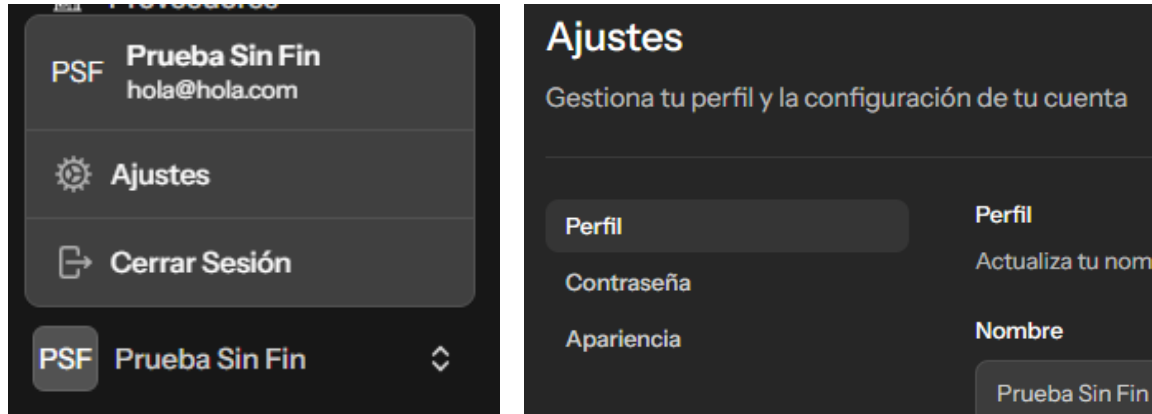 Proveedores
PSF
Prueba Sin Fin
hola@hola.com
Ajustes
Cerrar Sesión
PSF
Prueba Sin Fin
Ajustes
Gestiona tu perfil y la configuración de tu cuenta
Perfil
Contraseña
Apariencia
Perfil
Actualiza tu nom
Nombre
Prueba Sin Fin